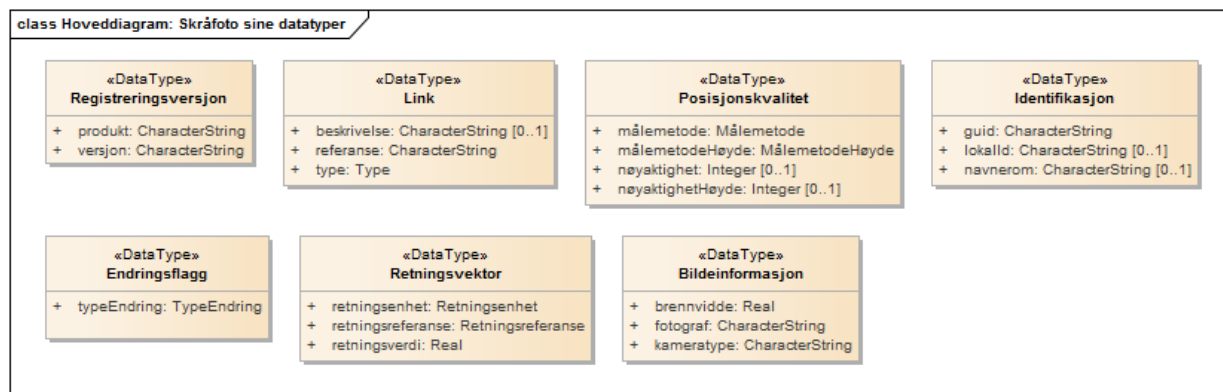 class Hoveddiagram: Skråfoto sine datatyper
«DataType»
Registreringsversjon
+ produkt: CharacterString
+ versjon: CharacterString
«DataType»
Link
+ beskrivelse: CharacterString [0..1]
+ referanse: CharacterString
+ type: Type
«DataType»
Posisjonskvalitet
+ målemetode: Målemetode
+ målemetodeHøyde: MålemetodeHøyde
+ nøyaktighet: Integer [0..1]
+ nøyaktighetHøyde: Integer [0..1]
«DataType»
Identifikasjon
+ guid: CharacterString
+ lokalId: CharacterString [0..1]
+ navnerom: CharacterString [0..1]
«DataType»
Endringsflagg
+ typeEndring: TypeEndring
«DataType»
Retningsvektor
+ retningsenhet: Retningsenhet
+ retningsreferanse: Retningsreferanse
+ retningsverdi: Real
«DataType»
Bildeinformasjon
+ brennvidde: Real
+ fotograf: CharacterString
+ kameratype: CharacterString